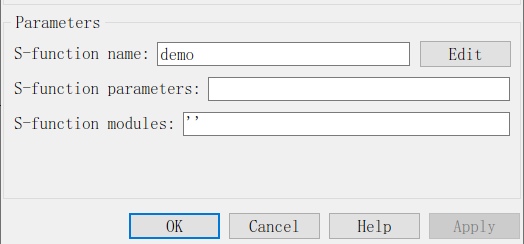 Parameters
S-function name: demo Edit
S-function parameters:
S-function modules: ''
OK Cancel Help Apply